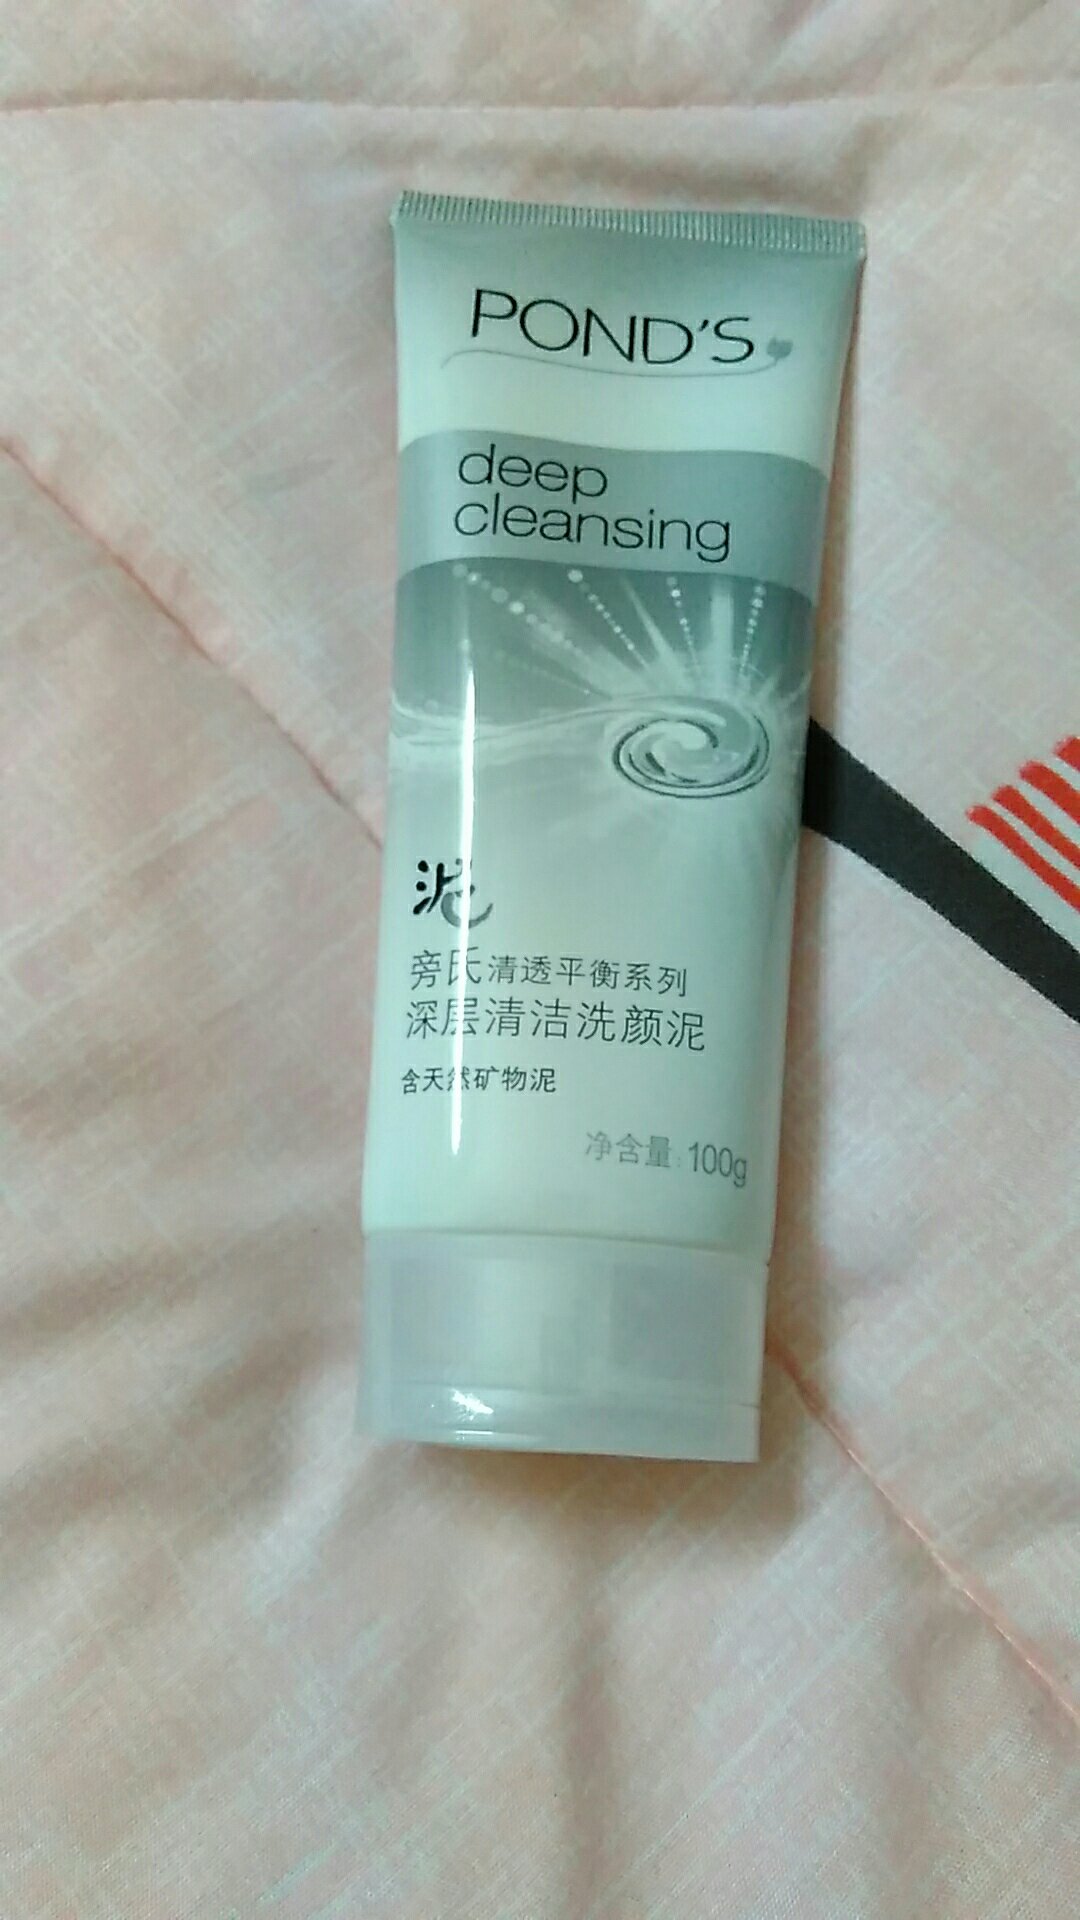 POND'S
deep
cleansing
泥
旁氏清透平衡系列
深层清洁洗颜泥
含天然矿物泥
净含量:100g